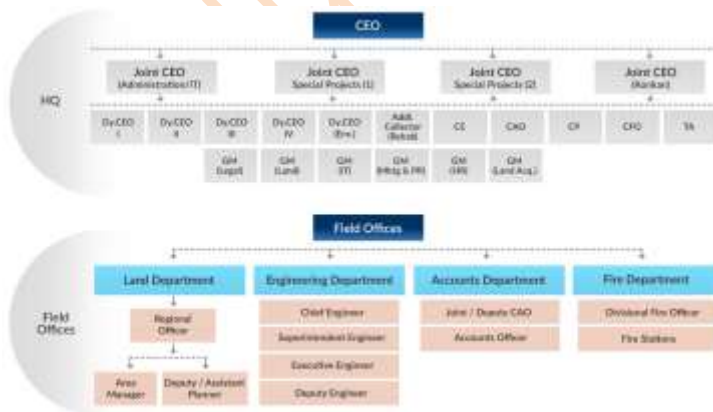 CEO
Joint CEO
(Administration/IT)
Joint CEO
Special Projects (1)
Joint CEO
Special Projects (2)
Joint CEO
(Konkan)
HQ
Dy.CEO
I
Dy.CEO
II
Dy.CEO
III
Dy.CEO
IV
Dy.CEO
(Env.)
Addl.
Collector
(Rehab)
CE
CAO
CP
CFO
TA
GM
(Legal)
GM
(Land)
GM
(IT)
GM
(Mktg & PR)
GM
(HR)
GM
(Land Acq.)
Field Offices
Land Department
Engineering Department
Accounts Department
Fire Department
Field
Offices
Regional
Officer
Area
Manager
Deputy / Assistant
Planner
Chief Engineer
Superintendent Engineer
Executive Engineer
Deputy Engineer
Joint / Deputy CAO
Accounts Officer
Divisional Fire Officer
Fire Stations